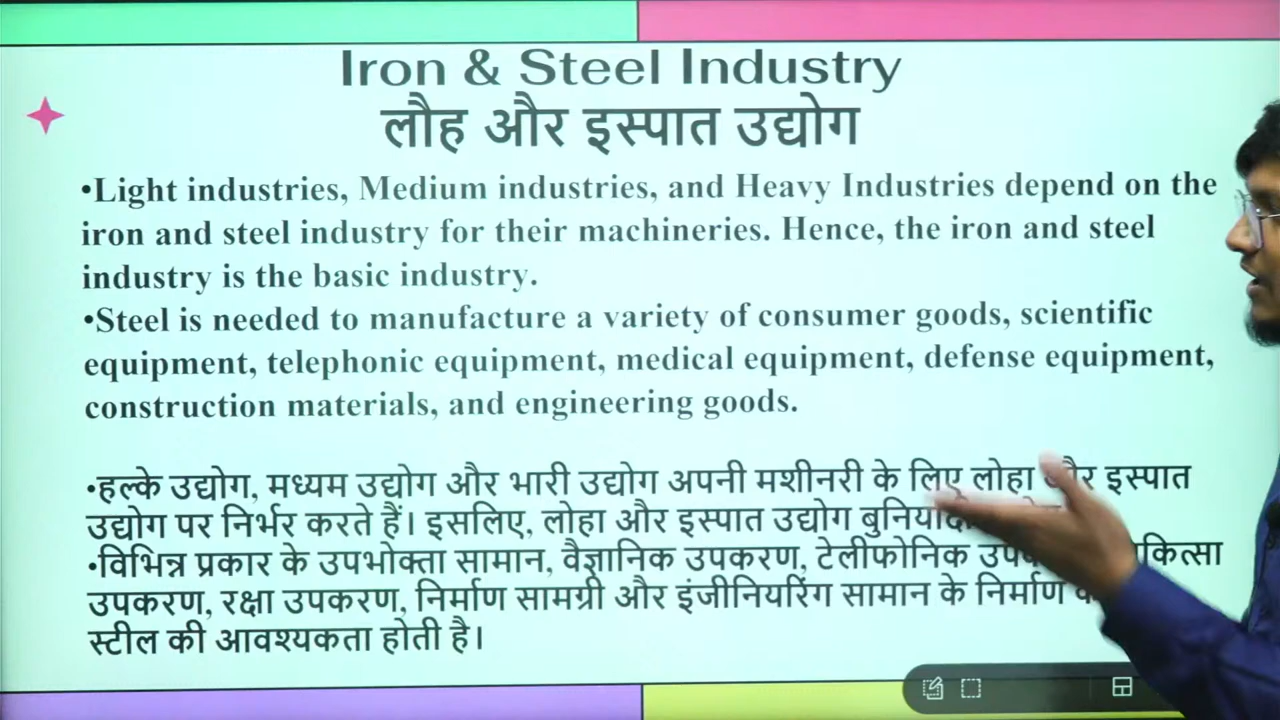 Iron & Steel Industry
लौह और इस्पात उद्योग
•Light industries, Medium industries, and Heavy Industries depend on the
iron and steel industry for their machineries. Hence, the iron and steel
industry is the basic industry.
•Steel is needed to manufacture a variety of consumer goods, scientific
equipment, telephonic equipment, medical equipment, defense equipment,
construction materials, and engineering goods.
•हल्के उद्योग, मध्यम उद्योग और भारी उद्योग अपनी मशीनरी के लिए लोहा और इस्पात
उद्योग पर निर्भर करते हैं। इसलिए, लोहा और इस्पात उद्योग
•विभिन्न प्रकार के उपभोक्ता सामान, वैज्ञानिक उपकरण, टेलीफोनिक
उपकरण, रक्षा उपकरण, निर्माण सामग्री और इंजीनियरिंग सामान के निर्माण
स्टील की आवश्यकता होती है।